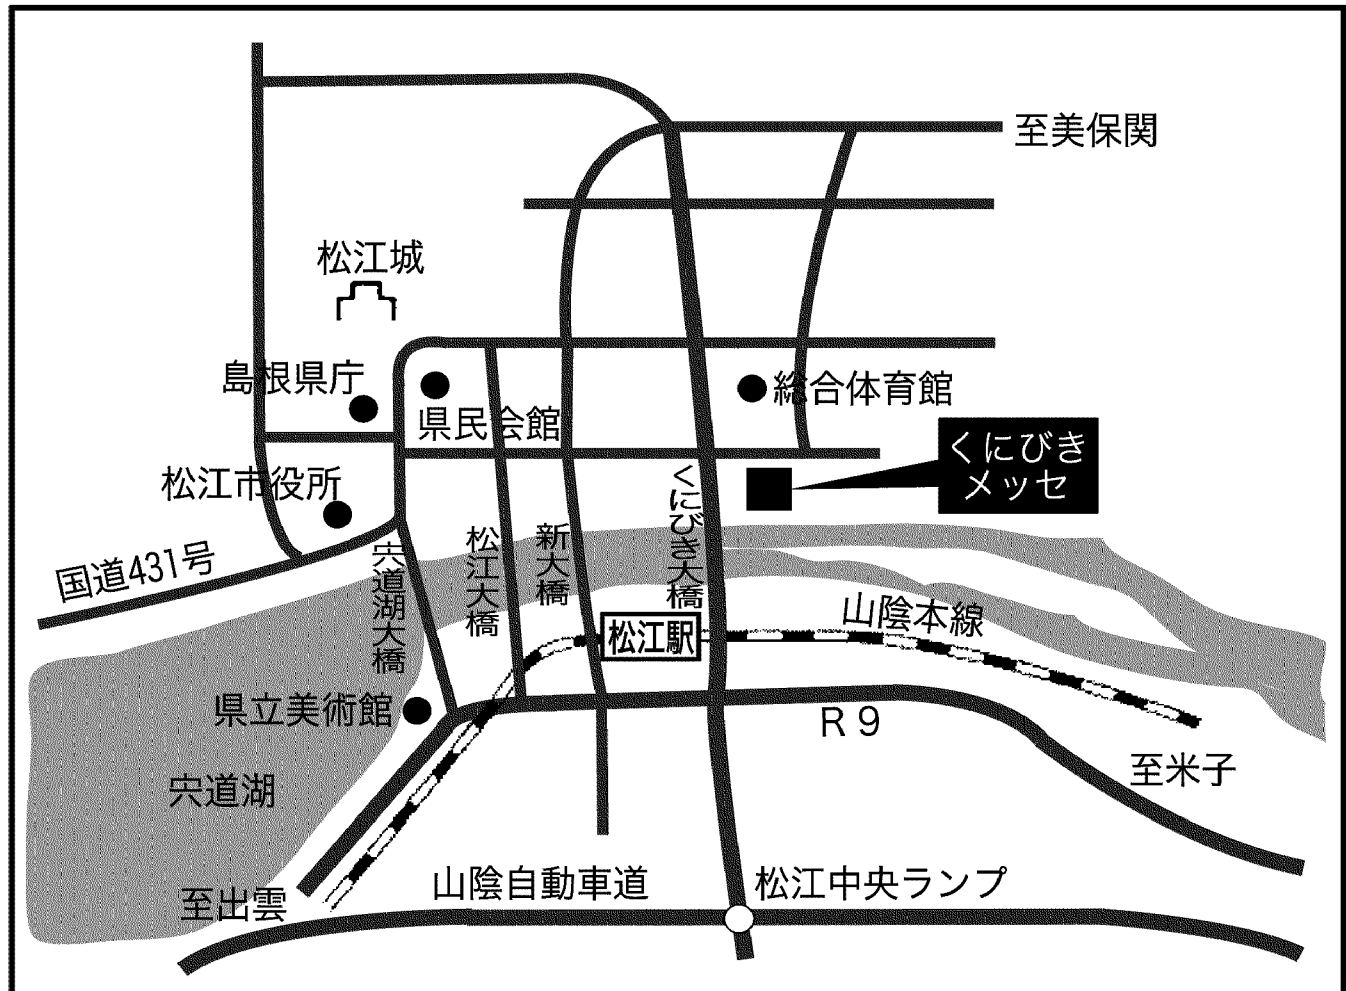 至美保関
松江城
島根県庁
県民会館
総合体育館
くにびき
メッセ
松江市役所
国道431号
宍道湖大橋
松江大橋
新大橋
くにびき大橋
松江駅
山陰本線
県立美術館
R9
宍道湖
至米子
至出雲
山陰自動車道
松江中央ランプ